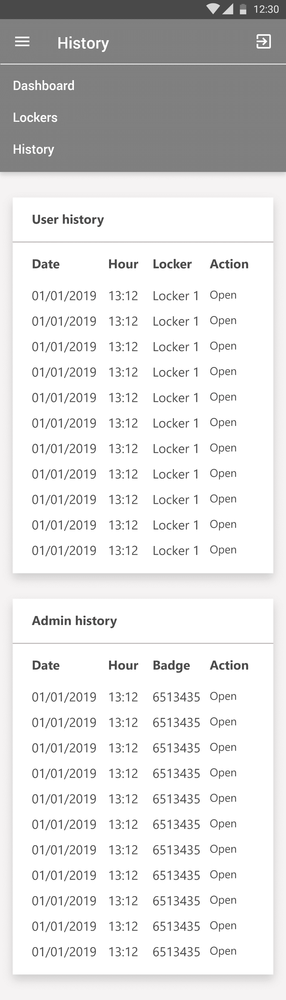 12:30
History
Dashboard
Lockers
History
User history
Date Hour Locker Action
01/01/2019 13:12 Locker 1 Open
01/01/2019 13:12 Locker 1 Open
01/01/2019 13:12 Locker 1 Open
01/01/2019 13:12 Locker 1 Open
01/01/2019 13:12 Locker 1 Open
01/01/2019 13:12 Locker 1 Open
01/01/2019 13:12 Locker 1 Open
01/01/2019 13:12 Locker 1 Open
01/01/2019 13:12 Locker 1 Open
01/01/2019 13:12 Locker 1 Open
01/01/2019 13:12 Locker 1 Open
Admin history
Date Hour Badge Action
01/01/2019 13:12 6513435 Open
01/01/2019 13:12 6513435 Open
01/01/2019 13:12 6513435 Open
01/01/2019 13:12 6513435 Open
01/01/2019 13:12 6513435 Open
01/01/2019 13:12 6513435 Open
01/01/2019 13:12 6513435 Open
01/01/2019 13:12 6513435 Open
01/01/2019 13:12 6513435 Open
01/01/2019 13:12 6513435 Open
01/01/2019 13:12 6513435 Open